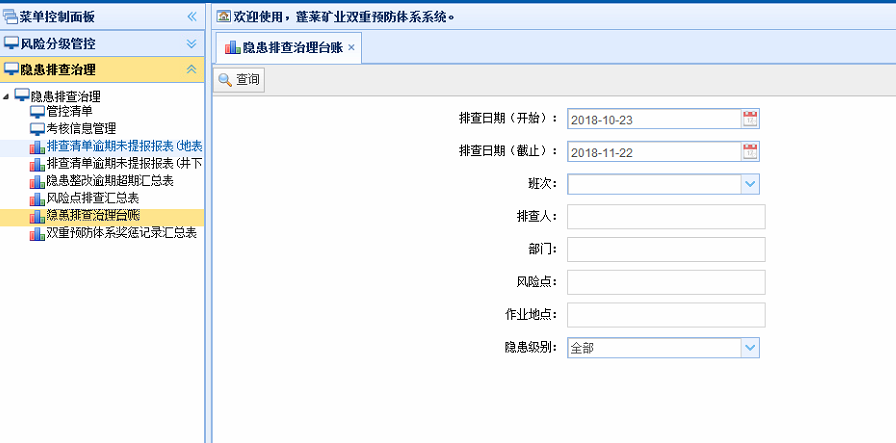 菜单控制面板
欢迎使用，蓬莱矿业双重预防体系系统。
风险分级管控
隐患排查治理
隐患排查治理
管控清单
考核信息管理
排查清单逾期未提报报表(地表
排查清单逾期未提报报表(井下
隐患整改逾期超期汇总表
风险点排查汇总表
隐患排查治理台账
双重预防体系奖惩记录汇总表
隐患排查治理台账
查询
排查日期（开始）： 2018-10-23
排查日期（截止）： 2018-11-22
班次：
排查人：
部门：
风险点：
作业地点：
隐患级别： 全部